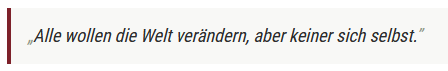 „Alle wollen die Welt verändern, aber keiner sich selbst.”